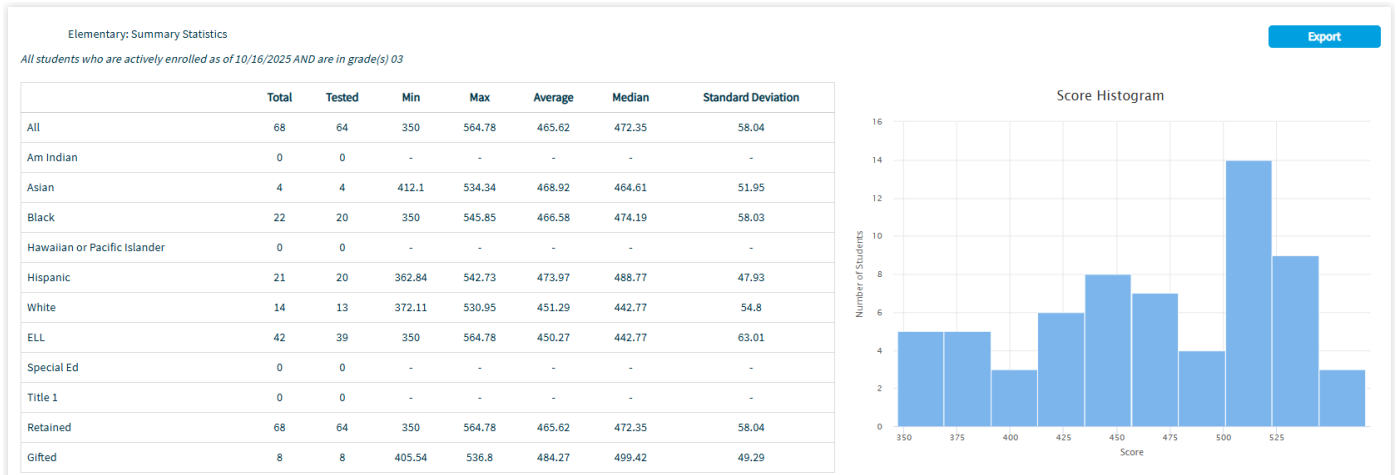 Elementary: Summary Statistics
Export
All students who are actively enrolled as of 10/16/2025 AND are in grade(s) 03
Total Tested Min Max Average Median Standard Deviation
All 68 64 350 564.78 465.62 472.35 58.04
Am Indian 0 0 - - - - -
Asian 4 4 412.1 534.34 468.92 464.61 51.95
Black 22 20 350 545.85 466.58 474.19 58.03
Hawaiian or Pacific Islander 0 0 - - - - -
Hispanic 21 20 362.84 542.73 473.97 488.77 47.93
White 14 13 372.11 530.95 451.29 442.77 54.8
ELL 42 39 350 564.78 450.27 442.77 63.01
Special Ed 0 0 - - - - -
Title 1 0 0 - - - - -
Retained 68 64 350 564.78 465.62 472.35 58.04
Gifted 8 8 405.54 536.8 484.27 499.42 49.29
Score Histogram
Number of Students
16
14
12
10
8
6
4
2
0
350 375 400 425 450 475 500 525
Score